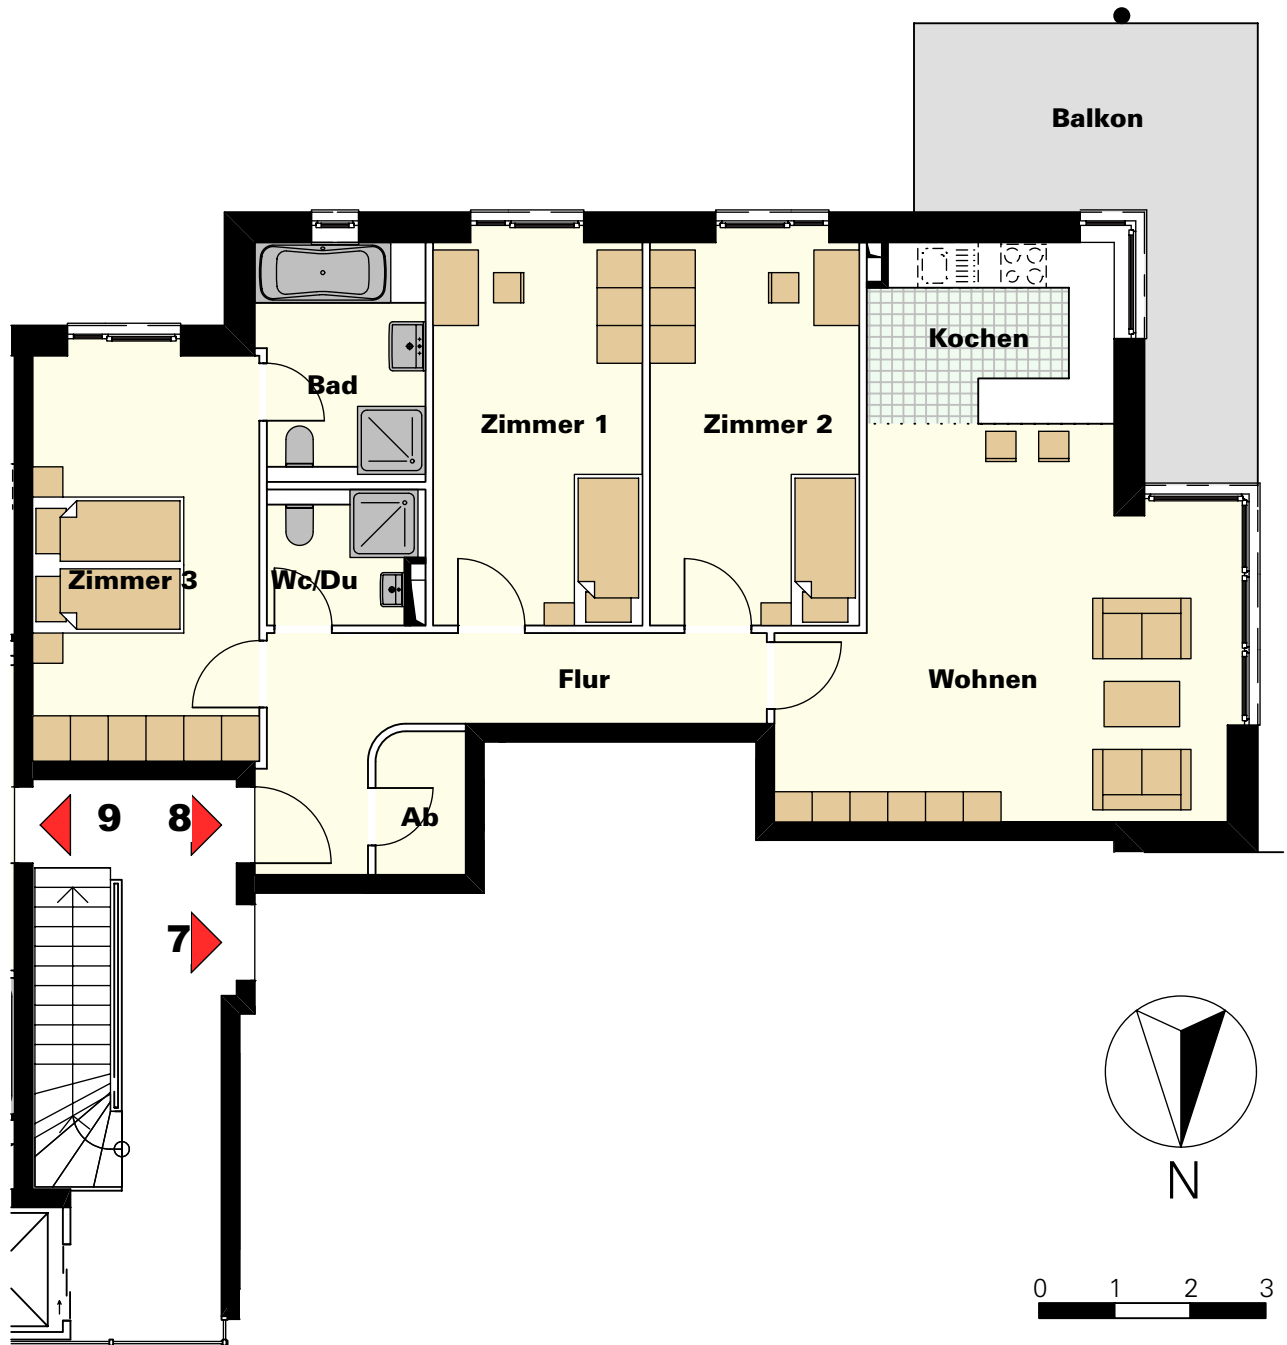 Balkon
Kochen
Bad
Zimmer 1
Zimmer 2
Zimmer 3
Wc/Du
Flur
Wohnen
9
8
Ab
7
N
0 1 2 3